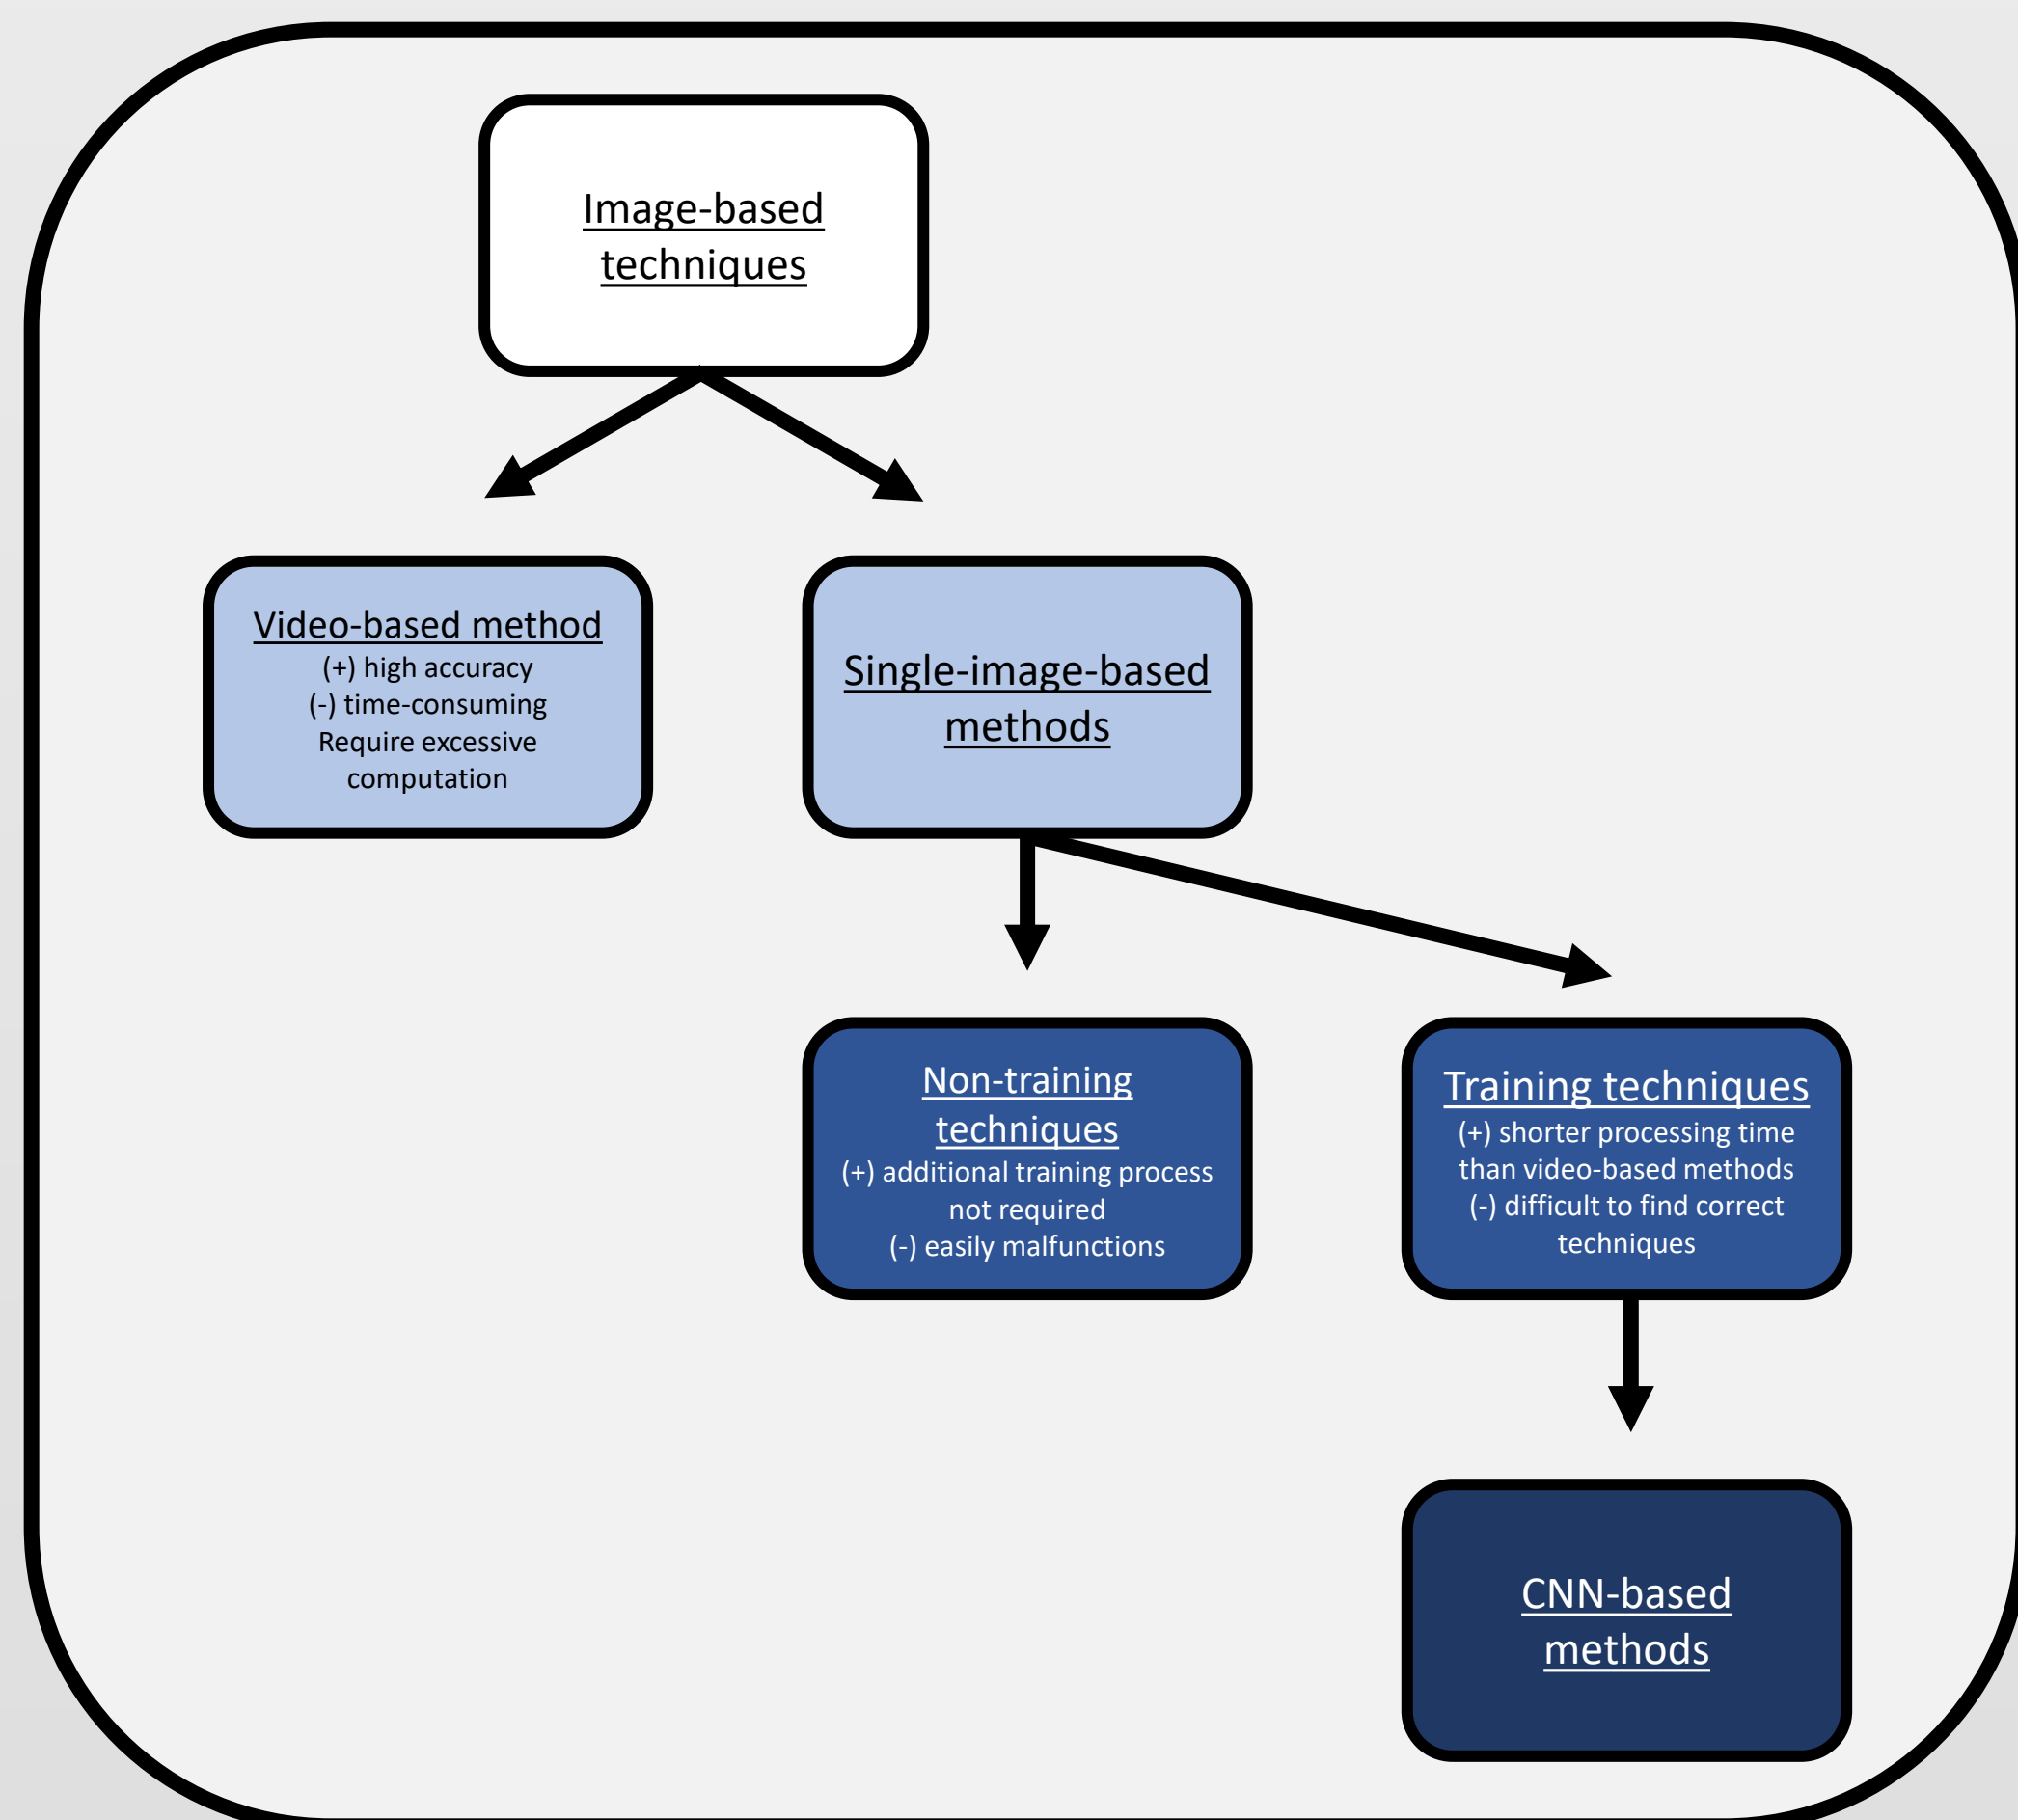 Image-based
techniques
Video-based method
(+) high accuracy
(-) time-consuming
Require excessive
computation
Single-image-based
methods
Non-training
techniques
(+) additional training process
not required
(-) easily malfunctions
Training techniques
(+) shorter processing time
than video-based methods
(-) difficult to find correct
techniques
CNN-based
methods